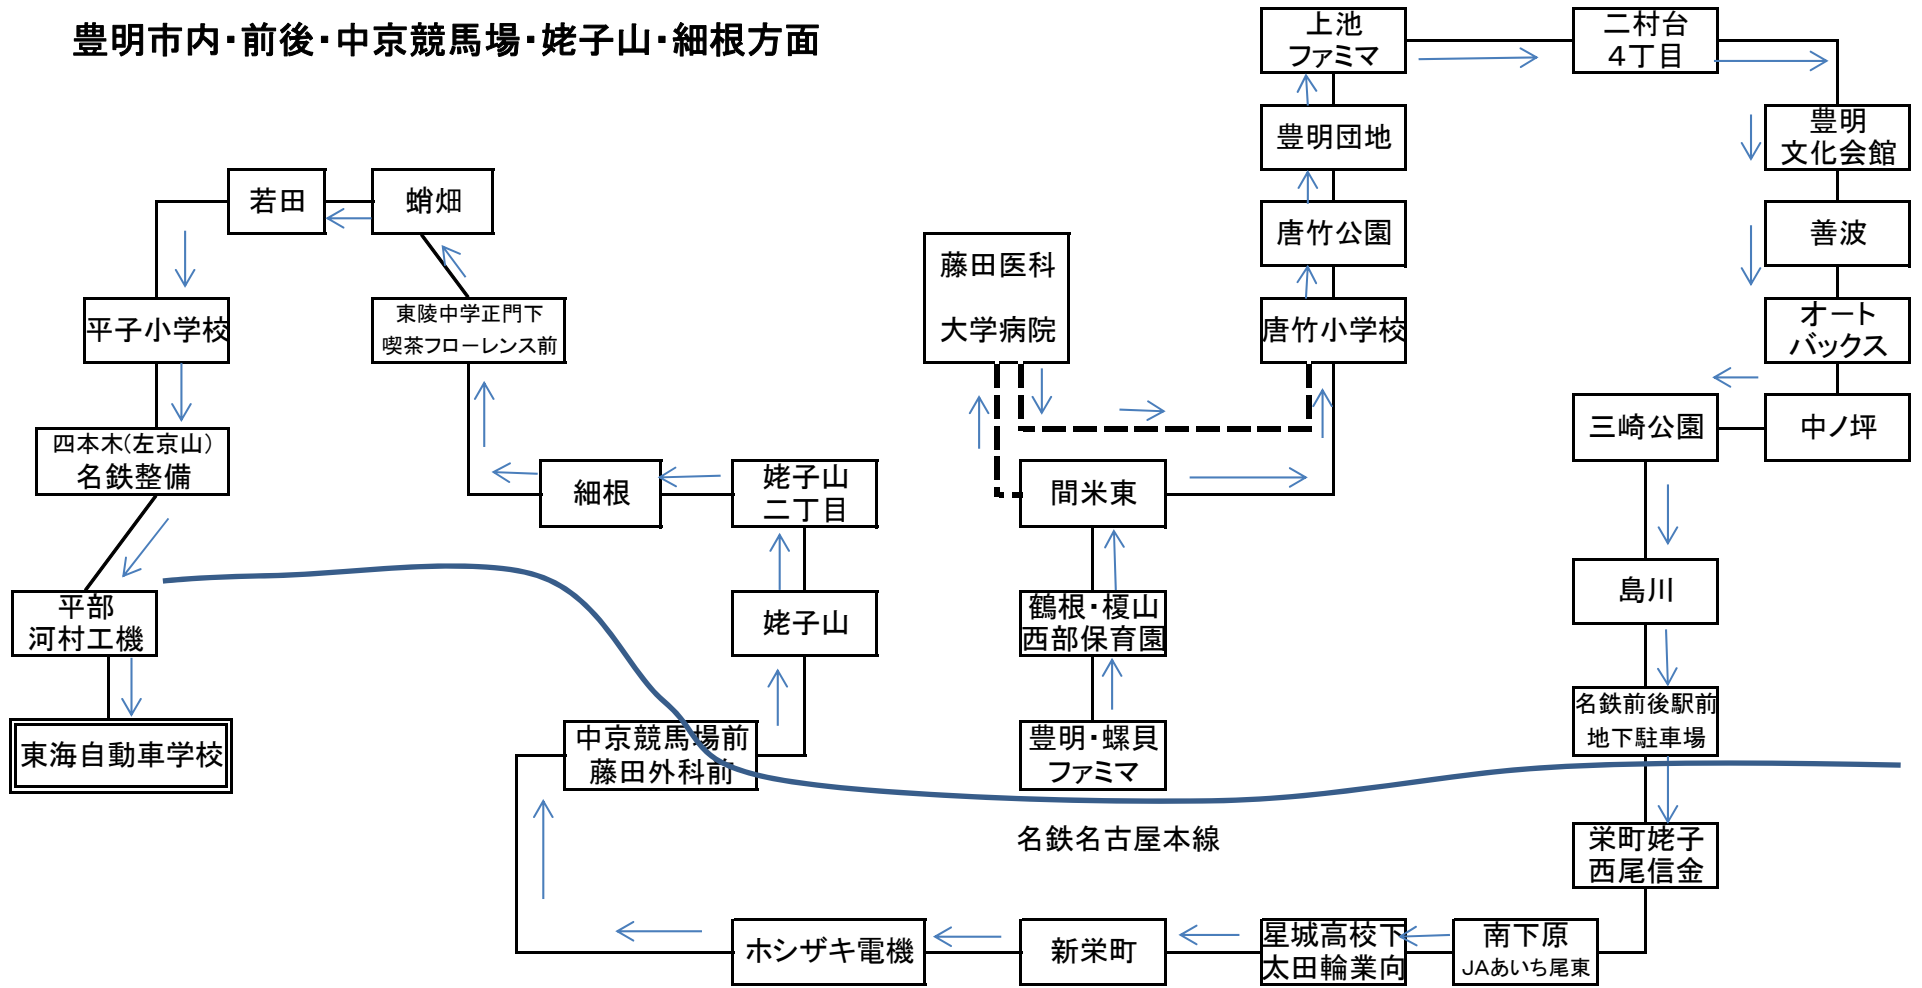 豊明市内・前後・中京競馬場・姥子山・細根方面
上池
ファミマ
二村台
4丁目
豊明団地
豊明
文化会館
若田
蛸畑
唐竹公園
善波
藤田医科
大学病院
平子小学校
東陵中学正門下
喫茶フローレンス前
唐竹小学校
オート
バックス
四本木(左京山)
名鉄整備
細根
姥子山
二丁目
間米東
三崎公園
中ノ坪
平部
河村工機
姥子山
鶴根・榎山
西部保育園
島川
東海自動車学校
中京競馬場前
藤田外科前
豊明・螺貝
ファミマ
名鉄前後駅前
地下駐車場
名鉄名古屋本線
栄町姥子
西尾信金
ホシザキ電機
新栄町
星城高校下
太田輪業向
南下原
JAあいち尾東